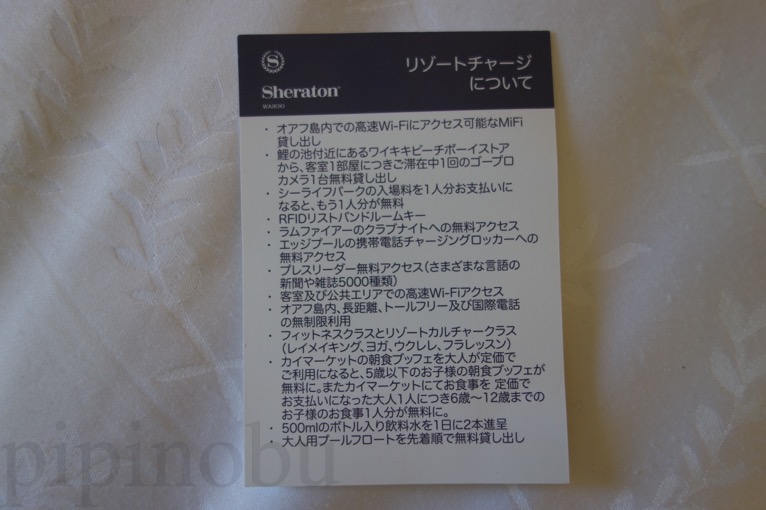 リゾートチャージ
について
S
Sheraton
WAIKIKI
・ オアフ島内での高速Wi-Fiにアクセス可能なMiFi
貸し出し
・ 鯉の池付近にあるワイキキビーチボーイストア
から、客室1部屋につきご滞在中1回のゴープロ
カメラ1台無料貸し出し
・ シーライフパークの入場料を1人分お支払いに
なると、もう1人分が無料
・ RFIDリストバンドルームキー
・ ラムファイアーのクラブナイトへの無料アクセス
・ エッジプールの携帯電話チャージングロッカーへの
無料アクセス
・ プレスリーダー無料アクセス(さまざまな言語の
新聞や雑誌5000種類)
・ 客室及び公共エリアでの高速Wi-Fiアクセス
・ オアフ島内、長距離、トールフリー及び国際電話
の無制限利用
・ フィットネスクラスとリゾートカルチャークラス
(レイメイキング、ヨガ、ウクレレ、フラレッスン)
・ カイマーケットの朝食ブッフェを大人が定価で
ご利用になると、5歳以下のお子様の朝食ブッフェが
無料に。またカイマーケットにてお食事を 定価で
お支払いになった大人1人につき6歳～12歳までの
お子様のお食事1人分が無料に。
・ 500mlのボトル入り飲料水を1日に2本進呈
・ 大人用プールフロートを先着順で無料貸し出し
pipinobu